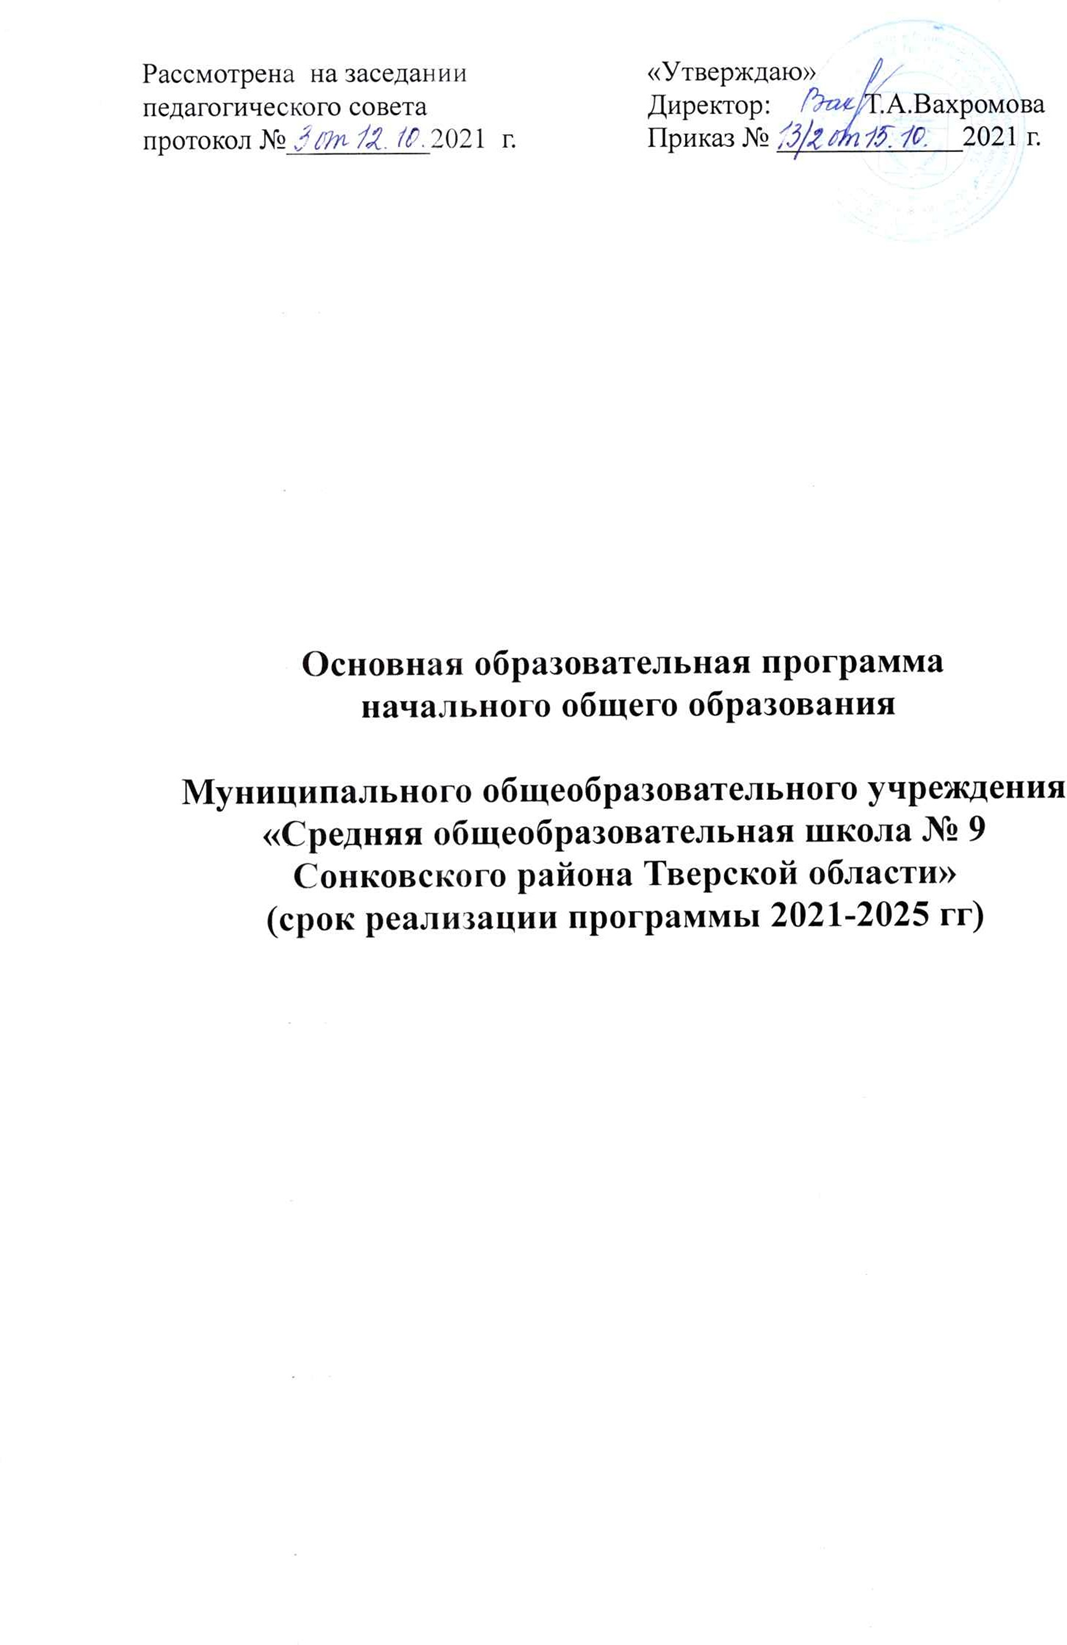 Рассмотрена на заседании
педагогического совета
протокол № 3 от 12.10.2021 г.
«Утверждаю»
Директор: Вах Т.А.Вахромова
Приказ № 13/2 от 15.10. 2021 г.
Основная образовательная программа
начального общего образования
Муниципального общеобразовательного учреждения
«Средняя общеобразовательная школа № 9
Сонковского района Тверской области»
(срок реализации программы 2021-2025 гг)